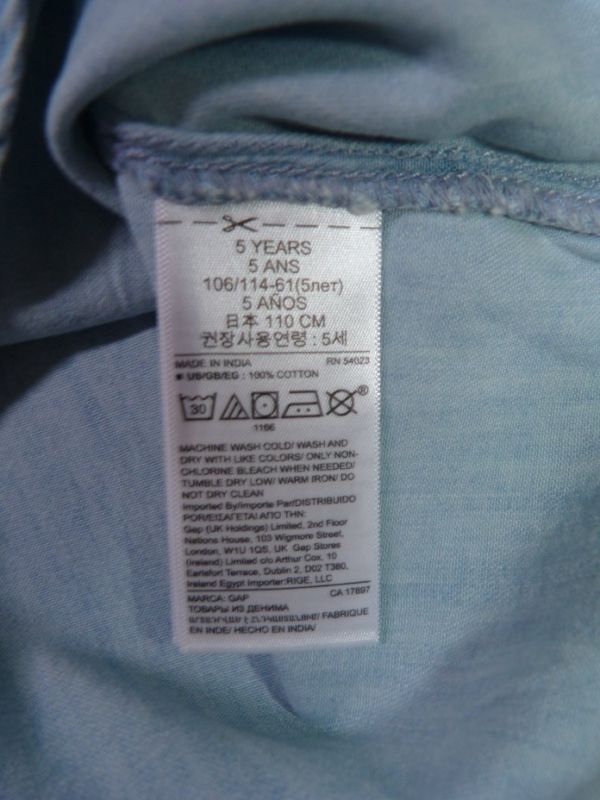 5 YEARS
5 ANS
106/114-61(5лет)
5 AÑOS
日本 110 CM
권장사용연령 : 5세
MADE IN INDIA RN 54023
■ US/GB/EG : 100% COTTON
30 ®
1166
MACHINE WASH COLD/ WASH AND
DRY WITH LIKE COLORS/ ONLY NON-
CHLORINE BLEACH WHEN NEEDED/
TUMBLE DRY LOW/ WARM IRON/ DO
NOT DRY CLEAN
Imported By/Importe Par/DISTRIBUIDO
POR/ΕΙΣΑΓΕΤΑΙ ΑΠΟ ΤΗΝ:
Gap (UK Holdings) Limited, 2nd Floor
Nations House, 103 Wigmore Street,
London, W1U 1QS, UK Gap Stores
(Ireland) Limited c/o Arthur Cox, 10
Earlsfort Terrace, Dublin 2, D02 T380,
Ireland Egypt Importer:RIGE, LLC
MARCA: GAP CA 17897
ТОВАРЫ ИЗ ДЕНИМА
FABRIQUE
EN INDE/ HECHO EN INDIA/